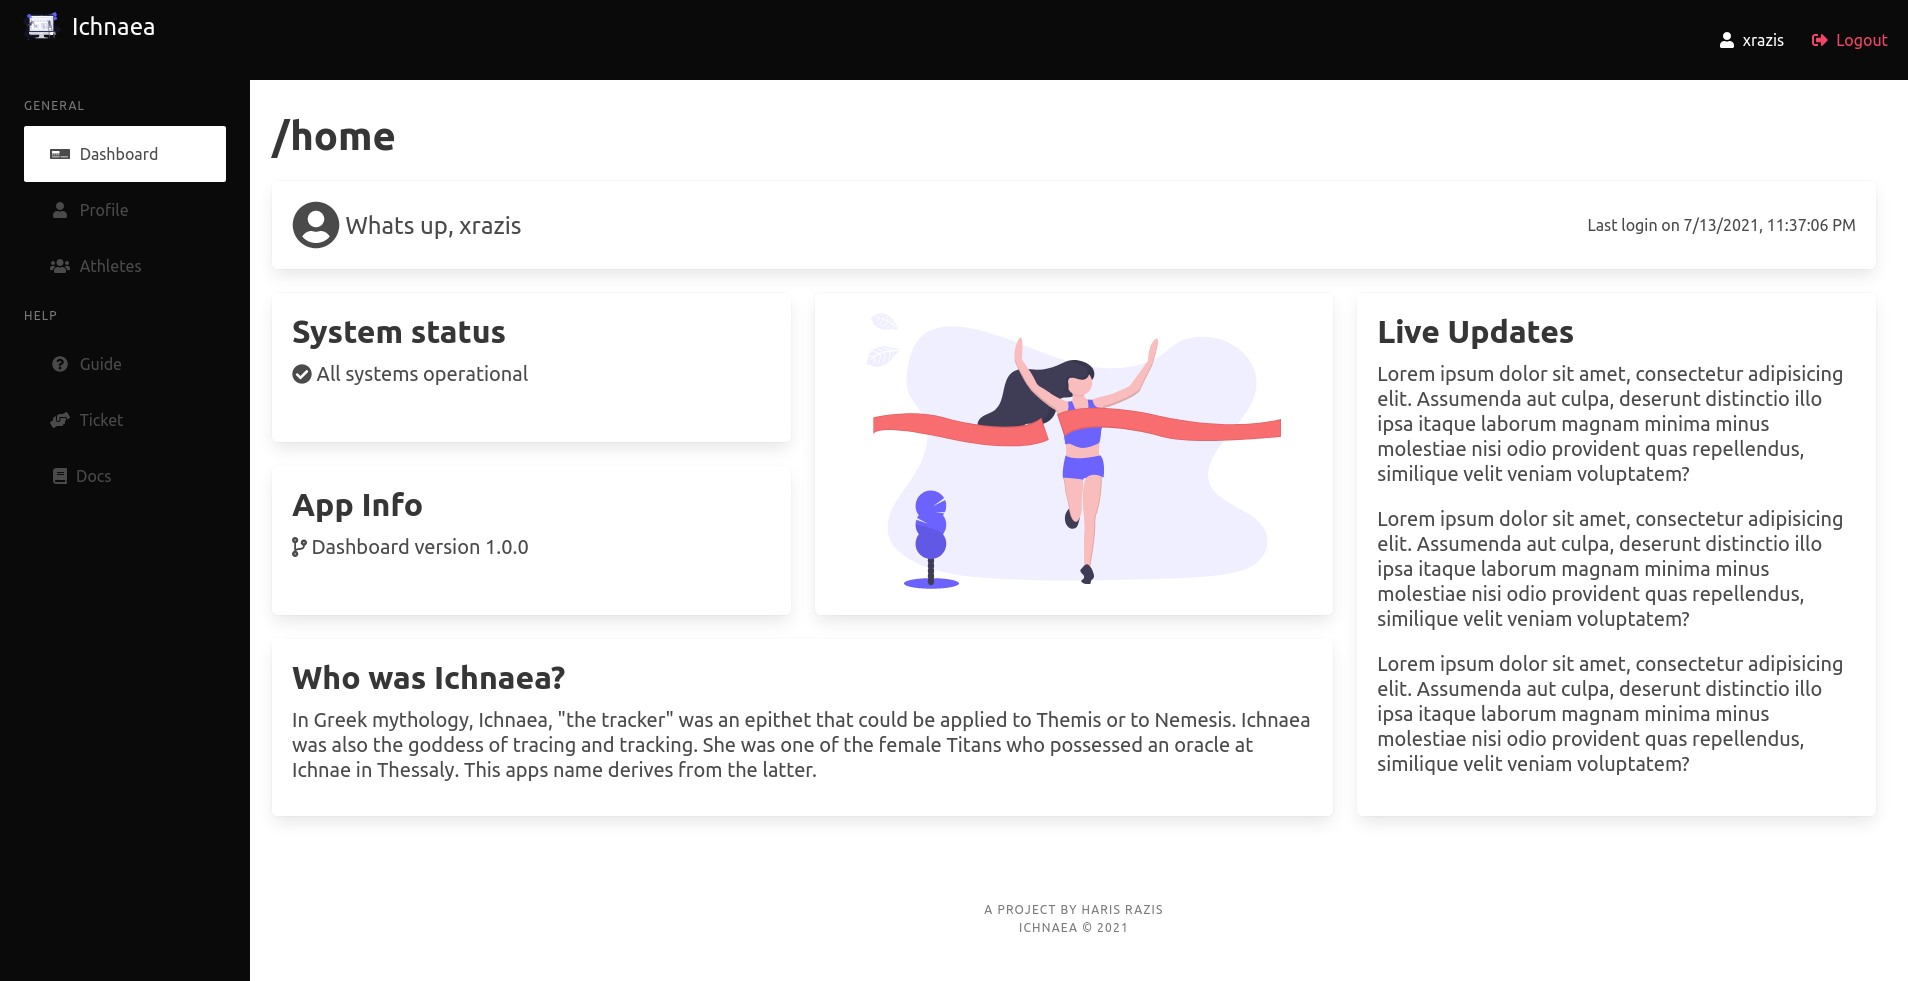 Ichnaea
xrazis
Logout
GENERAL
Dashboard
Profile
Athletes
HELP
Guide
Ticket
Docs
/home
Whats up, xrazis
Last login on 7/13/2021, 11:37:06 PM
System status
All systems operational
App Info
Dashboard version 1.0.0
Live Updates
Lorem ipsum dolor sit amet, consectetur adipisicing
elit. Assumenda aut culpa, deserunt distinctio illo
ipsa itaque laborum magnam minima minus
molestiae nisi odio provident quas repellendus,
similique velit veniam voluptatem?
Lorem ipsum dolor sit amet, consectetur adipisicing
elit. Assumenda aut culpa, deserunt distinctio illo
ipsa itaque laborum magnam minima minus
molestiae nisi odio provident quas repellendus,
similique velit veniam voluptatem?
Lorem ipsum dolor sit amet, consectetur adipisicing
elit. Assumenda aut culpa, deserunt distinctio illo
ipsa itaque laborum magnam minima minus
molestiae nisi odio provident quas repellendus,
similique velit veniam voluptatem?
Who was Ichnaea?
In Greek mythology, Ichnaea, "the tracker" was an epithet that could be applied to Themis or to Nemesis. Ichnaea
was also the goddess of tracing and tracking. She was one of the female Titans who possessed an oracle at
Ichnae in Thessaly. This apps name derives from the latter.
A PROJECT BY HARIS RAZIS
ICHNAEA © 2021